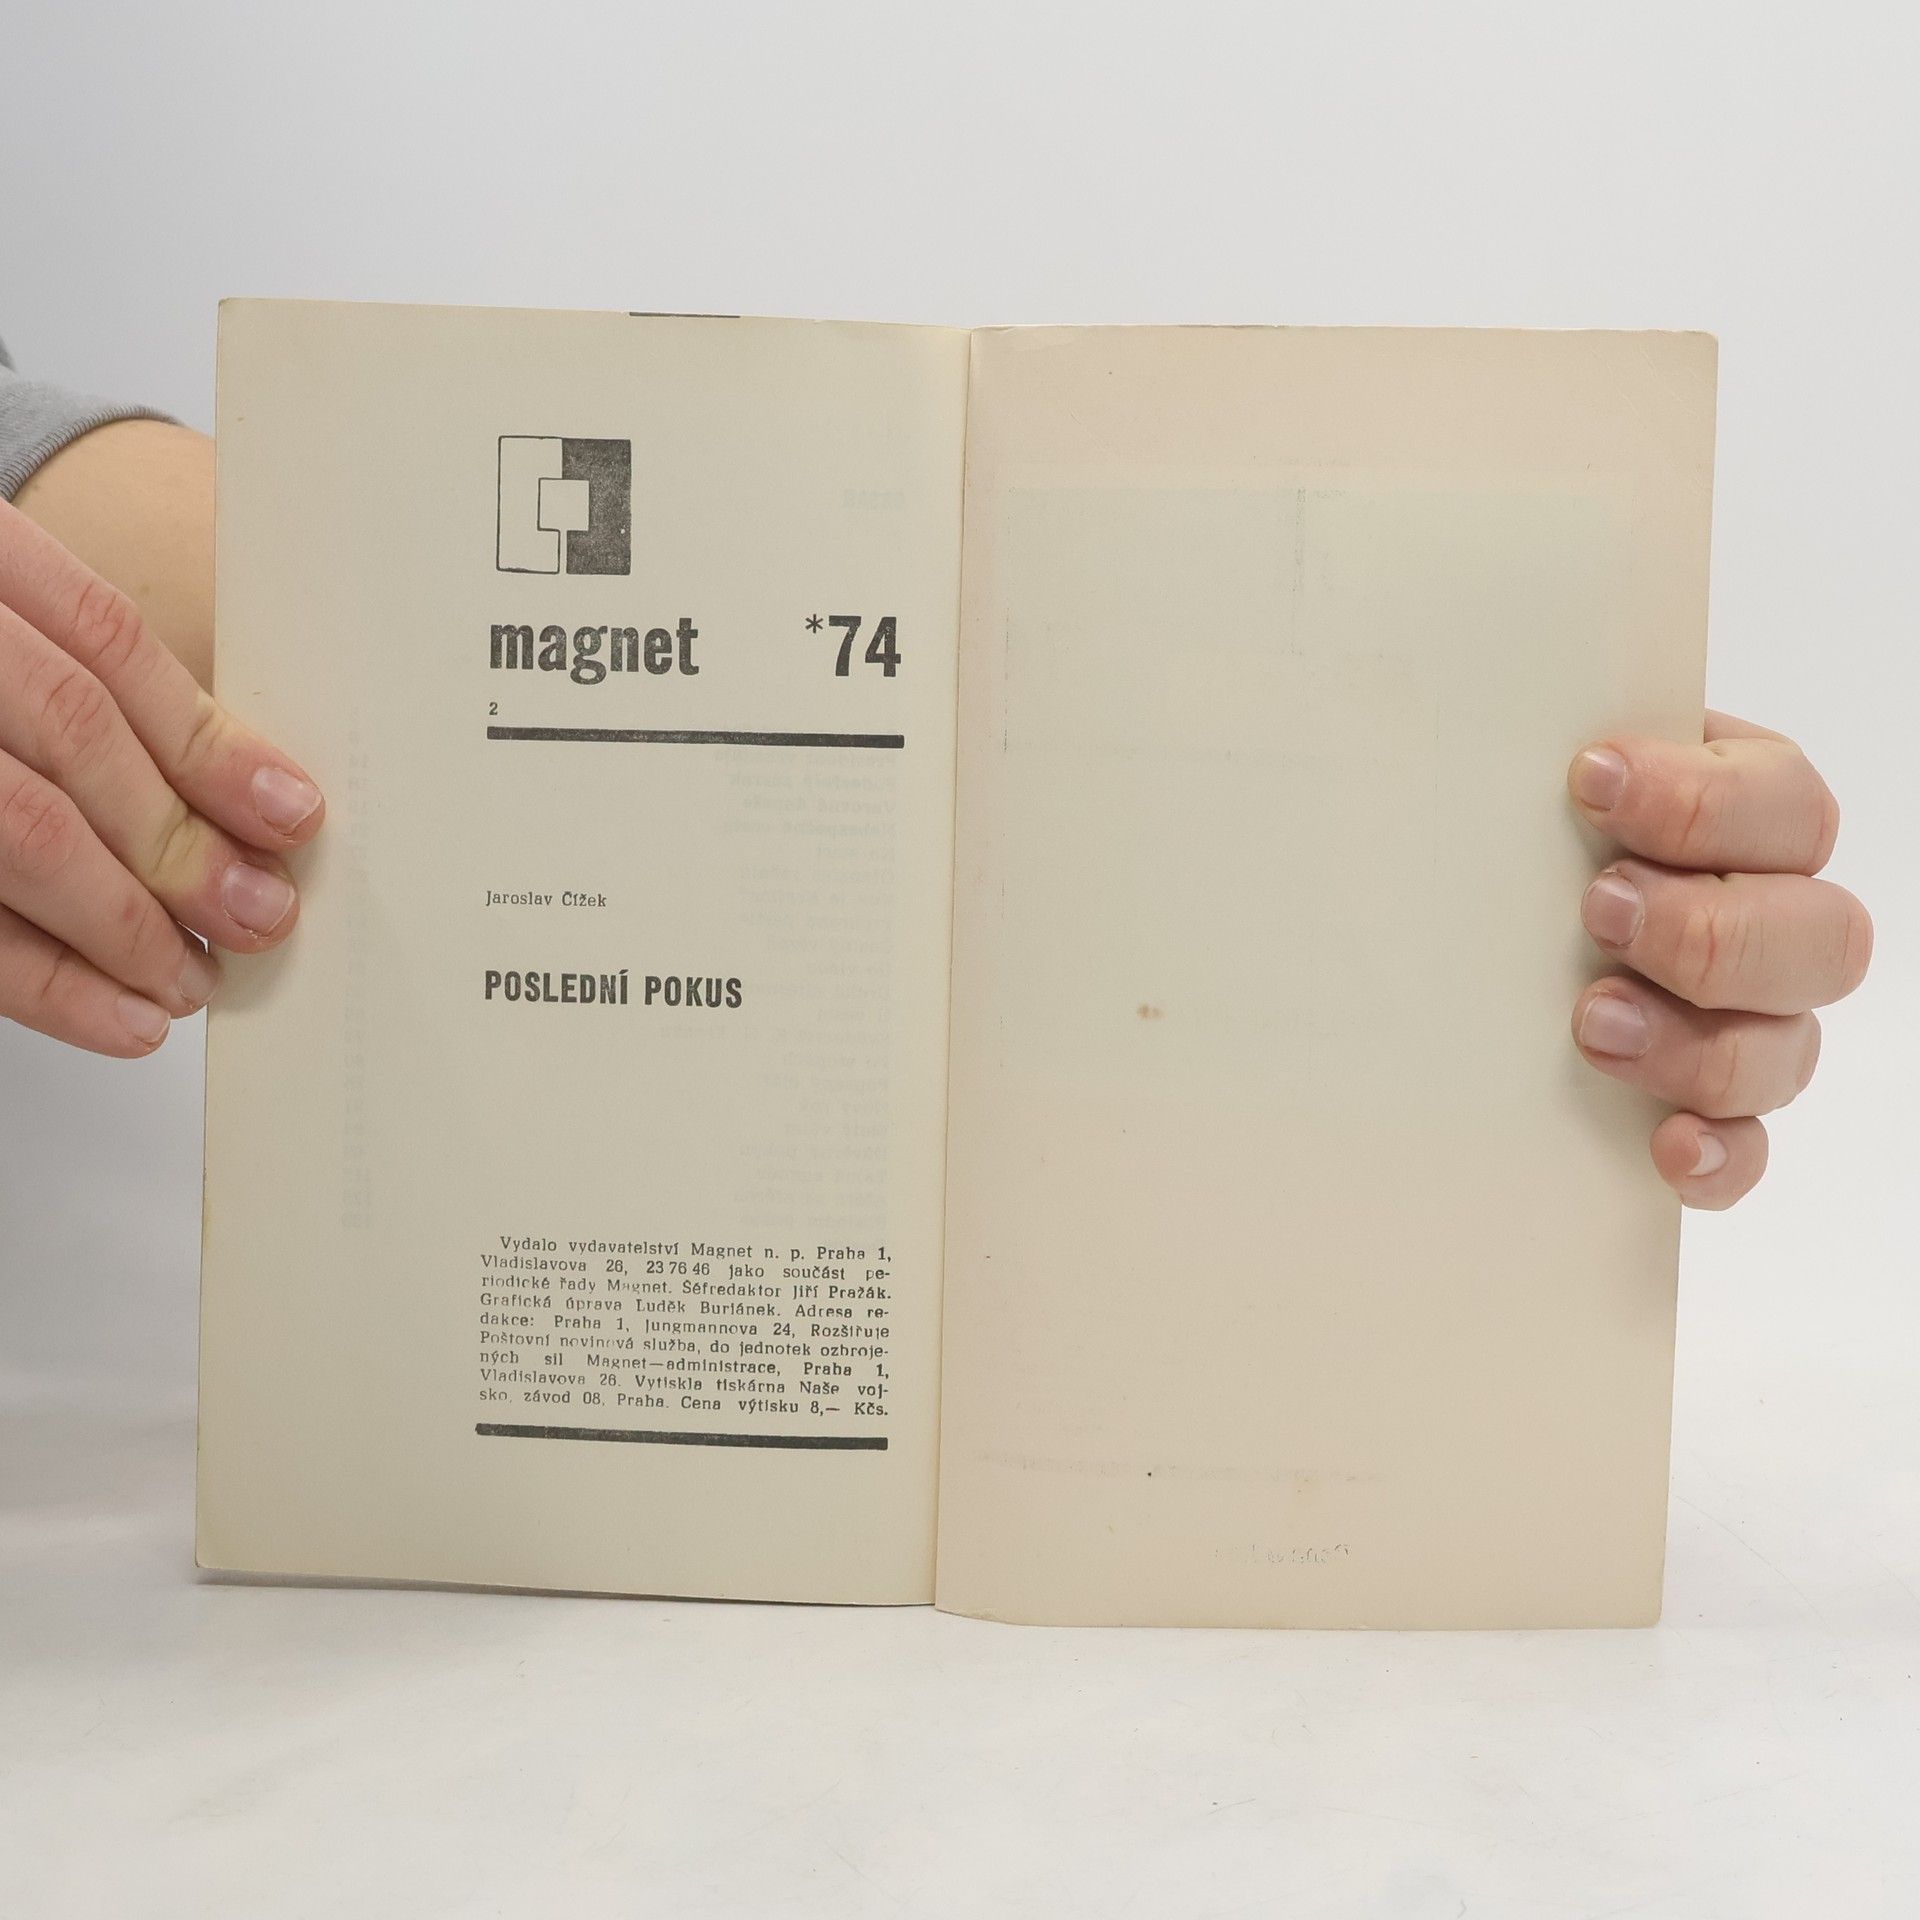 magnet *74
2
Jaroslav Čížek
POSLEDNÍ POKUS
Vydalo vydavatelství Magnet n. p. Praha 1,
Vladislavova 26, 23 76 46 jako součást pe-
riodické řady Magnet. Šéfredaktor Jiří Pražák.
Grafická úprava Luděk Burjánek. Adresa re-
dakce: Praha 1, Jungmannova 24, Rozšiřuje
Poštovní novinová služba, do jednotek ozbroje-
ných sil Magnet—administrace, Praha 1,
Vladislavova 26. Vytiskla tiskárna Naše voj-
sko, závod 08, Praha. Cena výtisku 8,— Kčs.